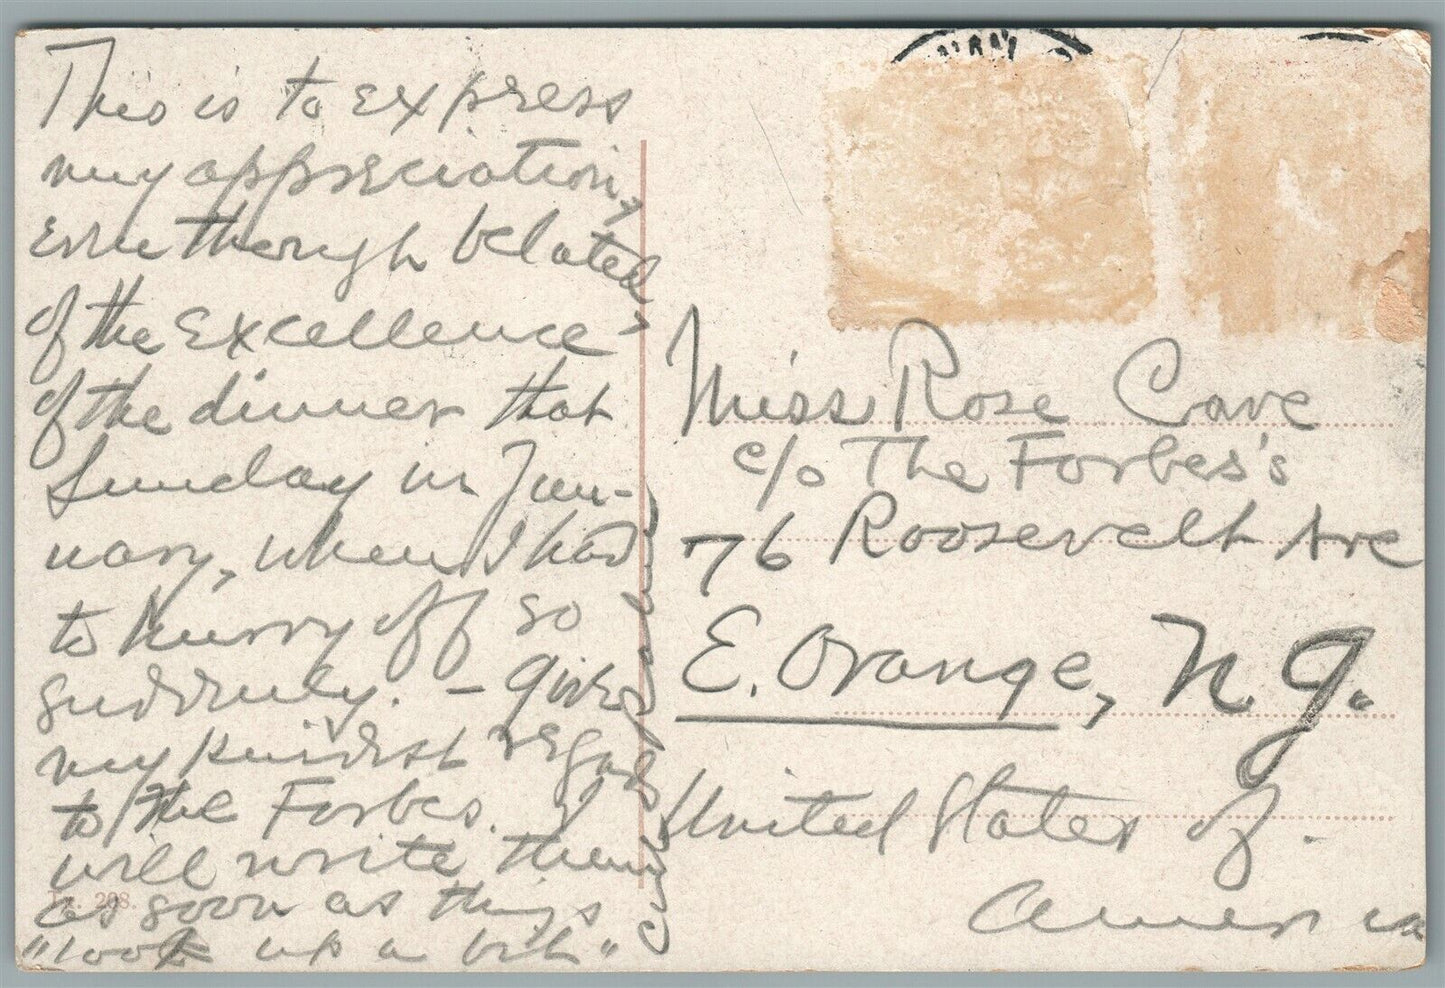 This is to express
my appreciation,
even though belated,
of the excellence
of the dinner that
Sunday in Jan-
uary, when I had
to hurry off so
suddenly. - give
my kindest regards
to the Forbes. I
will write them
as soon as things
"look up a bit"
208.
Miss Rose Cave
c/o The Forbes's
76 Roosevelt Ave
E. Orange, N.J.
United States of
America